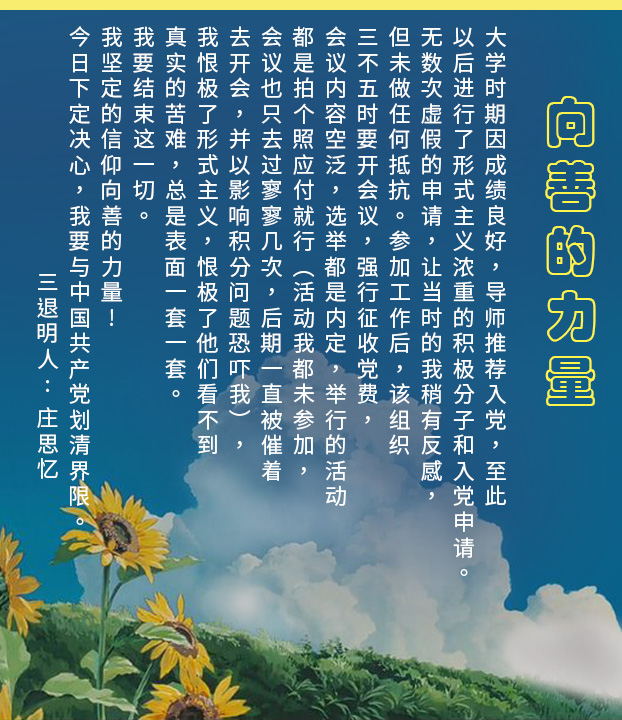 向善的力量
大学时期因成绩良好，导师推荐入党，至此
以后进行了形式主义浓重的积极分子和入党申请。
无数次虚假的申请，让当时的我稍有反感，
但未做任何抵抗。参加工作后，该组织
三不五时要开会议，强行征收党费，
会议内容空泛，选举都是内定，举行的活动
都是拍个照应付就行（活动我都未参加，
会议也只去过寥寥几次，后期一直被催着
去开会，并以影响积分问题恐吓我），
我恨极了形式主义，恨极了他们看不到
真实的苦难，总是表面一套一套。
我要结束这一切。
我坚定的信仰向善的力量！
今日下定决心，我要与中国共产党划清界限。
三退明人：庄思忆